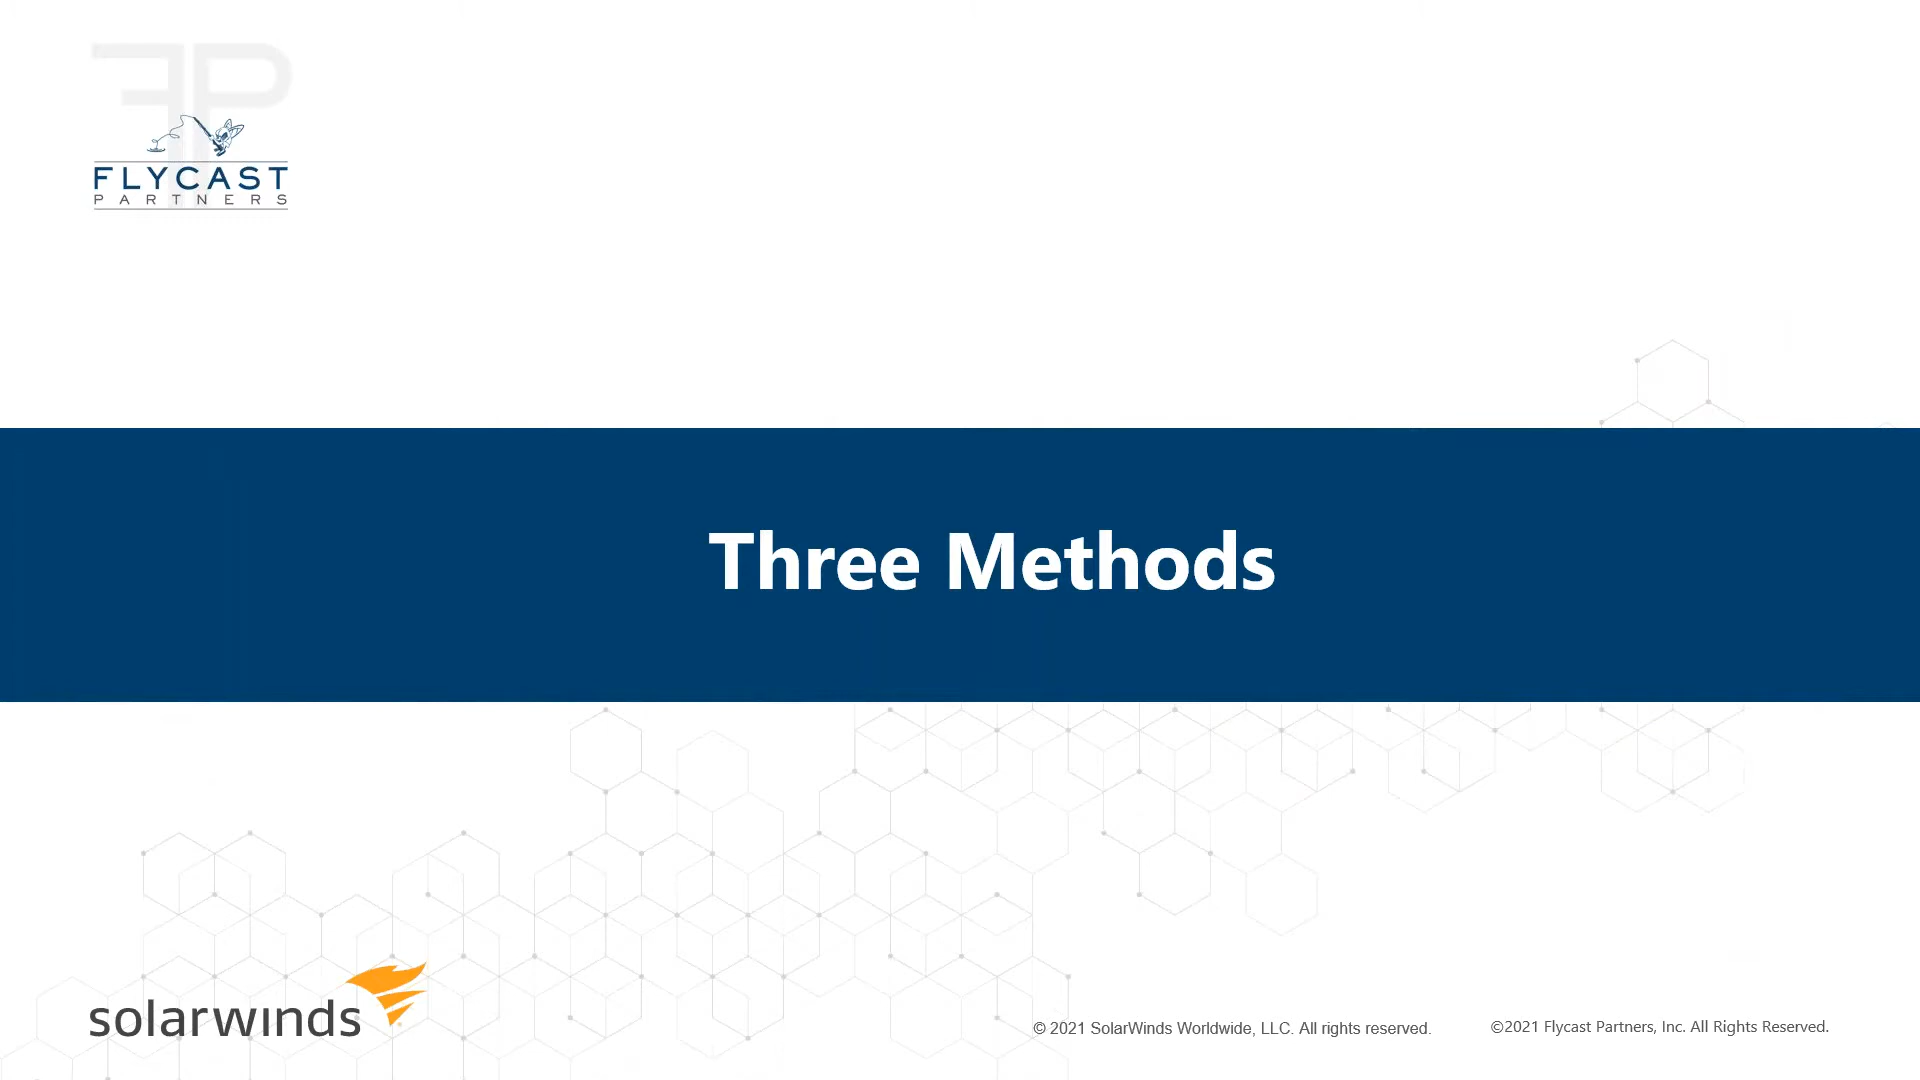 FP
FLYCAST
PARTNERS
Three Methods
solarwinds
© 2021 SolarWinds Worldwide, LLC. All rights reserved.
©2021 Flycast Partners, Inc. All Rights Reserved.